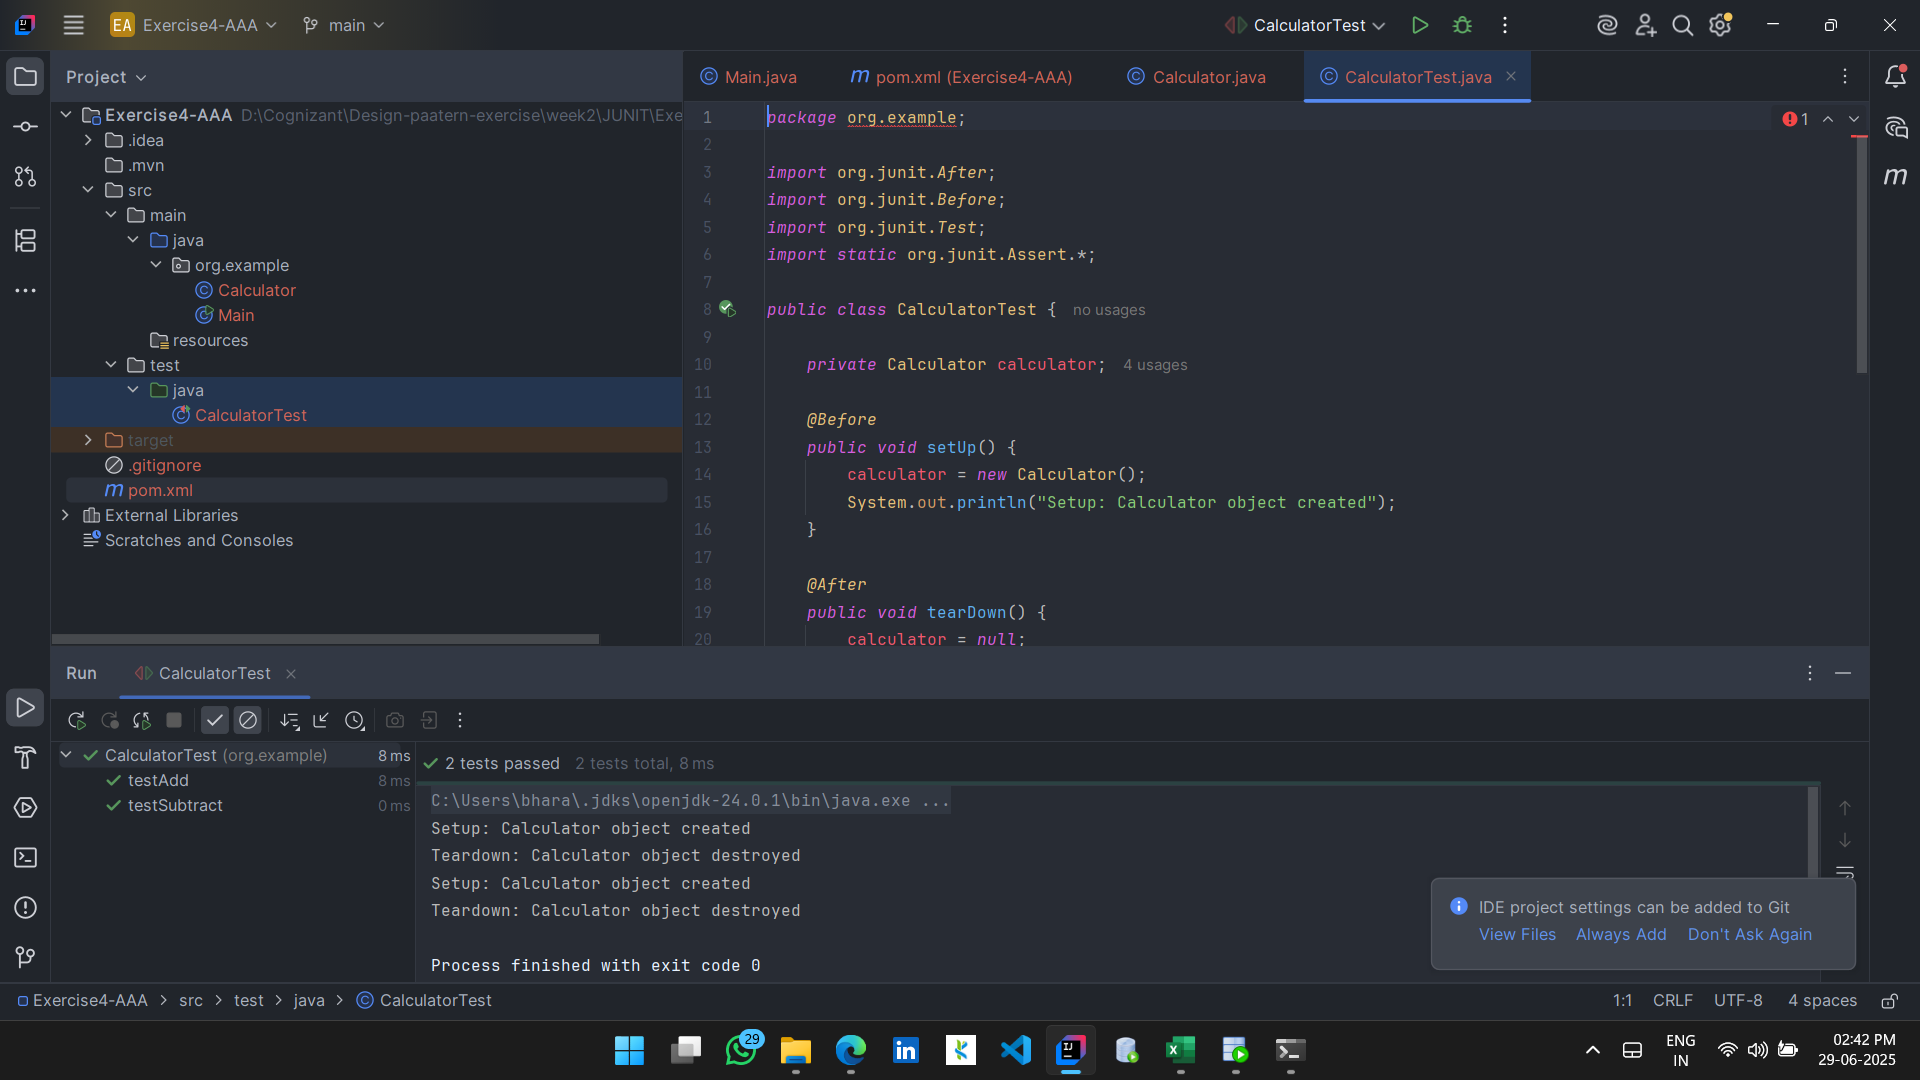 EA Exercise4-AAA main CalculatorTest
Project
Main.java pom.xml (Exercise4-AAA) Calculator.java CalculatorTest.java
Exercise4-AAA D:\Cognizant\Design-paatern-exercise\week2\JUNIT\Exe
.idea
.mvn
src
main
java
org.example
Calculator
Main
resources
test
java
CalculatorTest
target
.gitignore
m pom.xml
External Libraries
Scratches and Consoles
1 package org.example; 1
2
3 import org.junit.After;
4 import org.junit.Before;
5 import org.junit.Test;
6 import static org.junit.Assert.*;
7
8 public class CalculatorTest { no usages
9
10 private Calculator calculator; 4 usages
11
12 @Before
13 public void setUp() {
14 calculator = new Calculator();
15 System.out.println("Setup: Calculator object created");
16 }
17
18 @After
19 public void tearDown() {
20 calculator = null;
Run CalculatorTest
CalculatorTest (org.example) 8 ms
testAdd 8 ms
testSubtract 0 ms
2 tests passed 2 tests total, 8 ms
C:\Users\bhara\.jdks\openjdk-24.0.1\bin\java.exe ...
Setup: Calculator object created
Teardown: Calculator object destroyed
Setup: Calculator object created
Teardown: Calculator object destroyed
Process finished with exit code 0
IDE project settings can be added to Git
View Files Always Add Don't Ask Again
Exercise4-AAA > src > test > java > CalculatorTest
1:1 CRLF UTF-8 4 spaces
29
ENG
IN
02:42 PM
29-06-2025